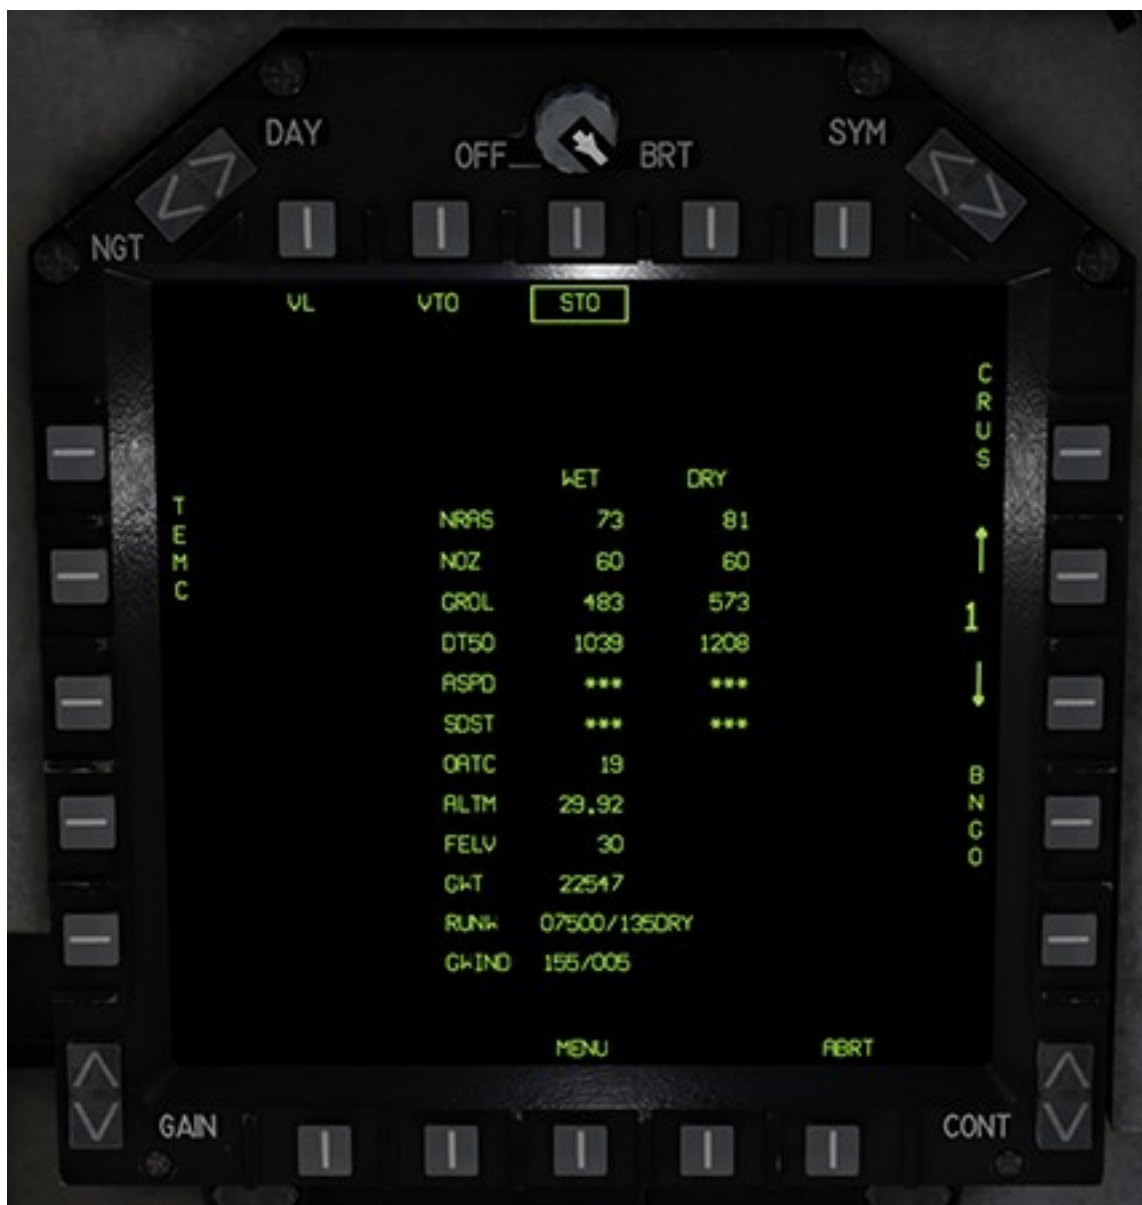 DAY
OFF BRT
SYM
NGT
VL VTO STO
CRUS
WET DRY
TEMC
NRAS 73 81
NOZ 60 60
GROL 483 573
1
DT50 1039 1208
ASPD *** ***
SDST *** ***
OATC 19
BNGO
ALTM 29.92
FELV 30
GWT 22547
RUNW 07500/135DRY
GWIND 155/005
MENU ABRT
GAIN CONT